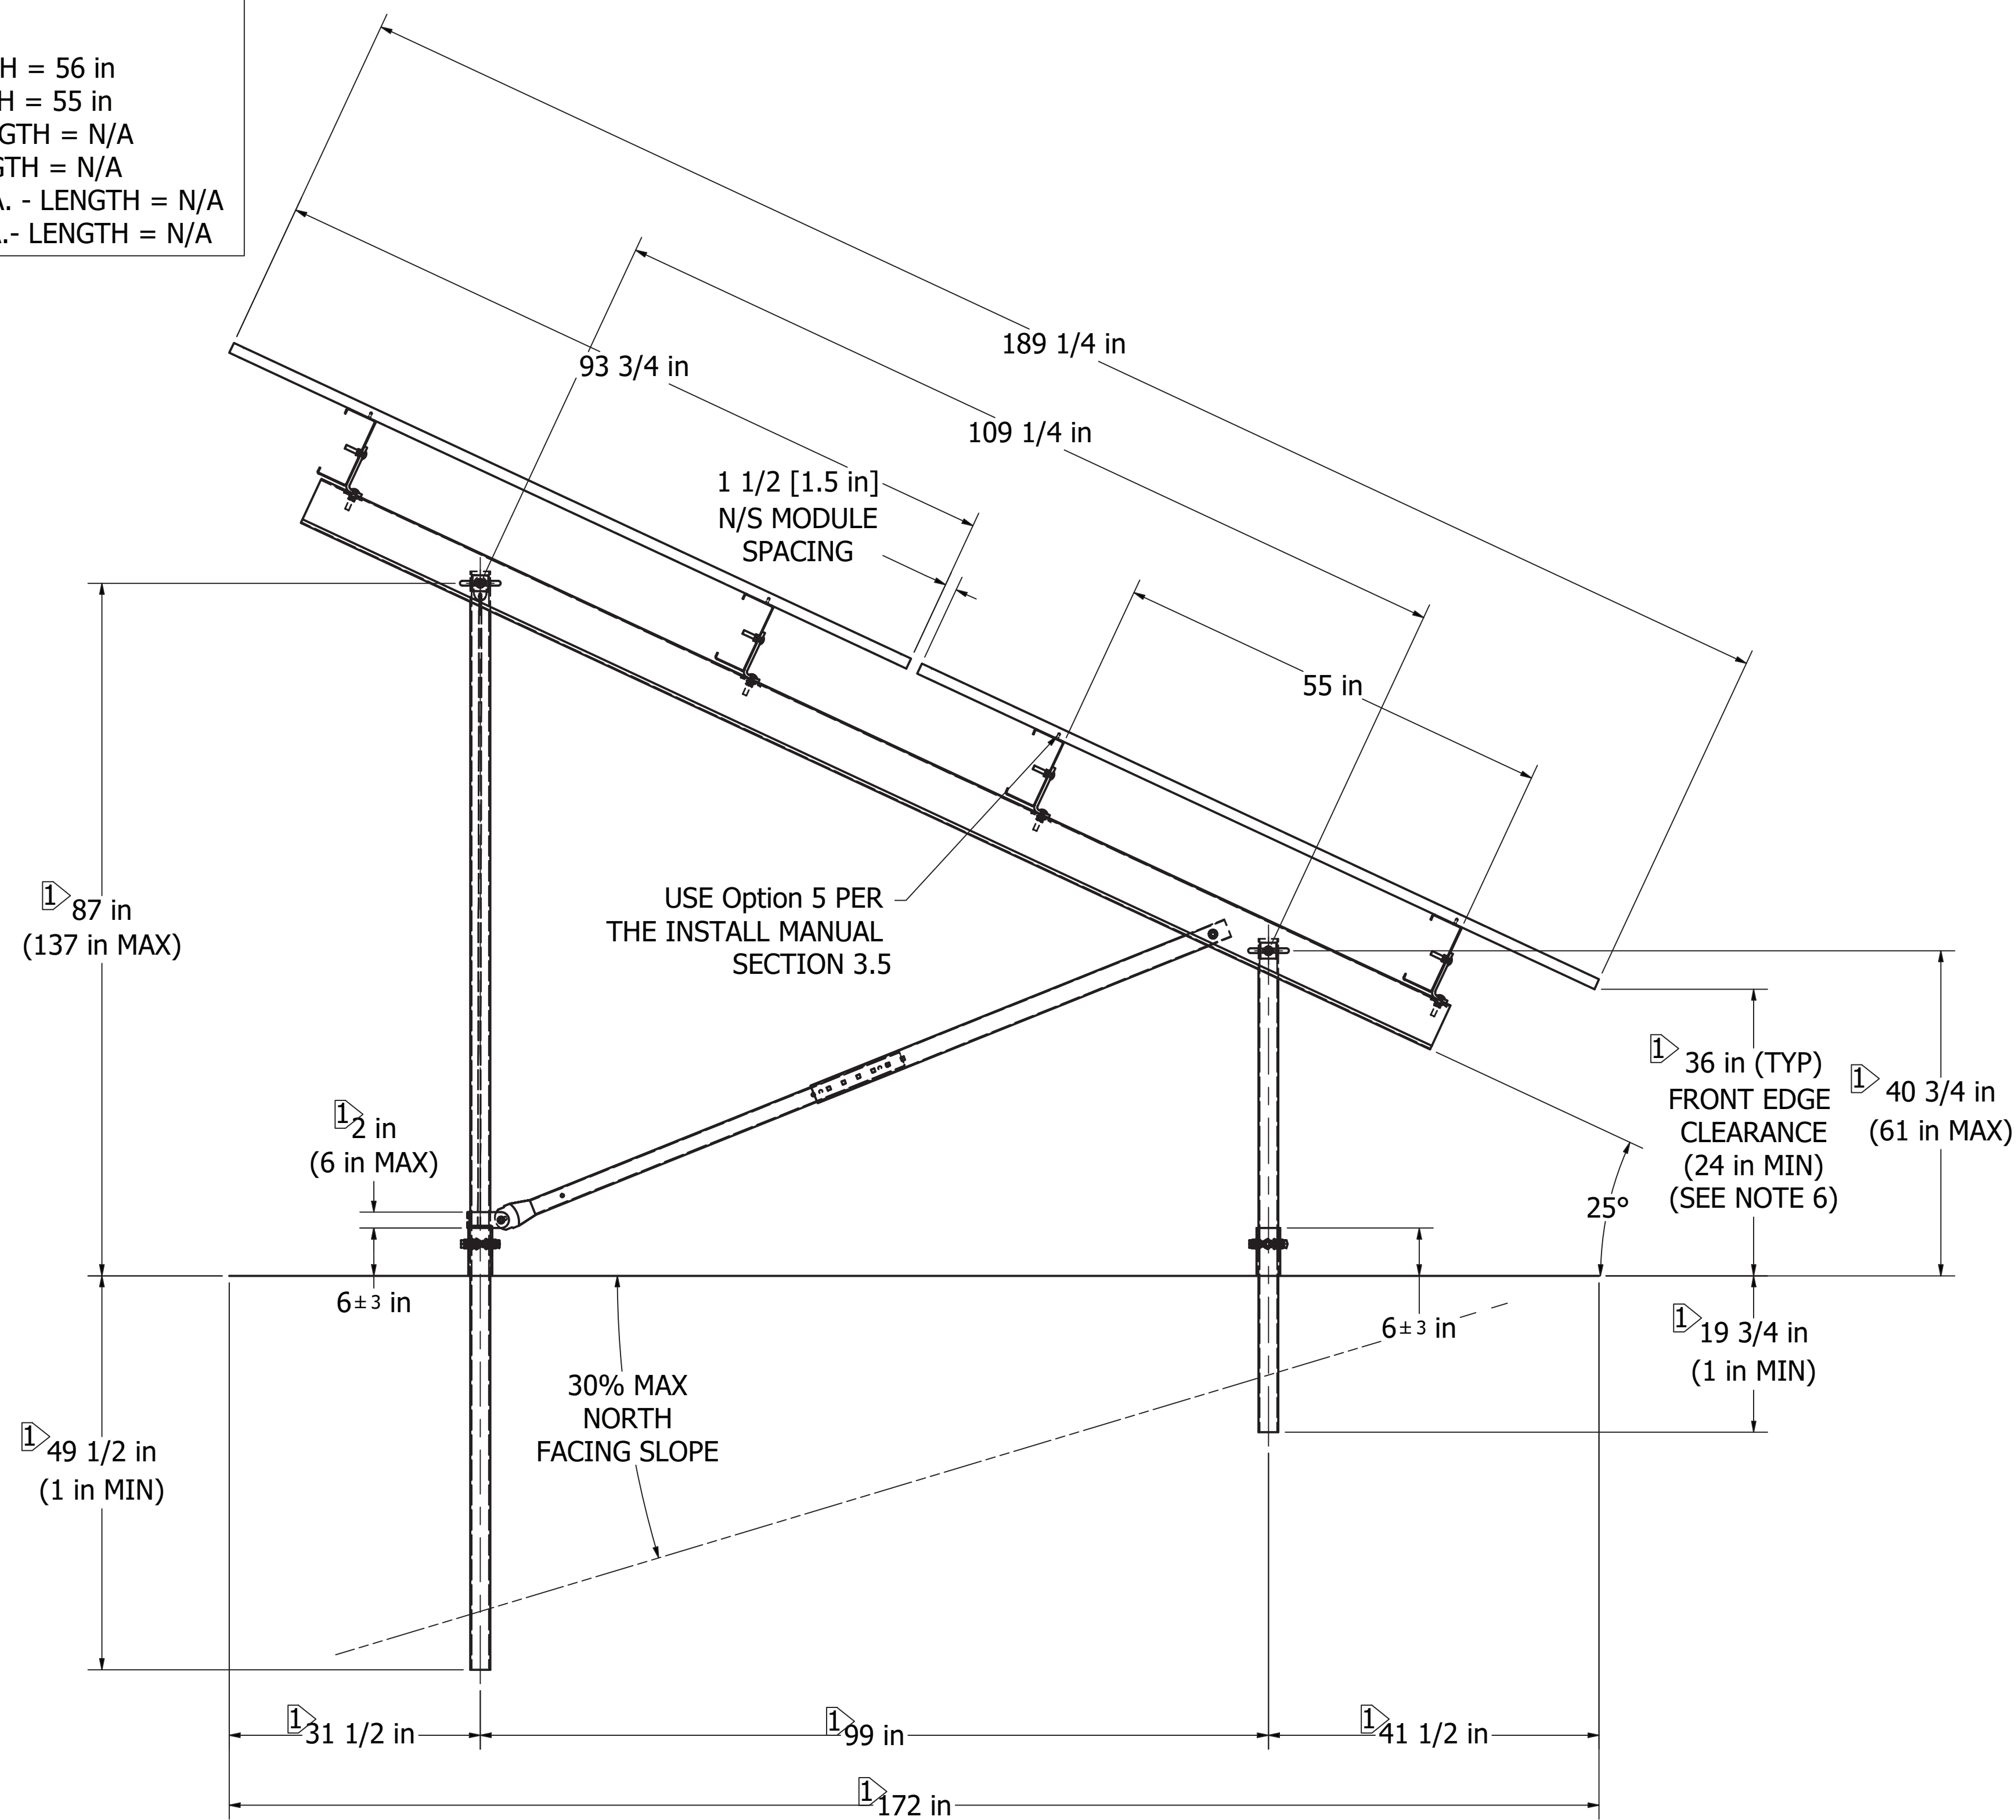 H = 56 in
H = 55 in
GTH = N/A
GTH = N/A
A. - LENGTH = N/A
.- LENGTH = N/A
189 1/4 in
93 3/4 in
109 1/4 in
1 1/2 [1.5 in]
N/S MODULE
SPACING
55 in
USE Option 5 PER
THE INSTALL MANUAL
SECTION 3.5
1 87 in
(137 in MAX)
1 2 in
(6 in MAX)
1 36 in (TYP)
FRONT EDGE
CLEARANCE
(24 in MIN)
(SEE NOTE 6)
1 40 3/4 in
(61 in MAX)
25°
6±3 in
6±3 in
1 19 3/4 in
(1 in MIN)
30% MAX
NORTH
FACING SLOPE
1 49 1/2 in
(1 in MIN)
1 31 1/2 in
1 99 in
1 41 1/2 in
1 172 in